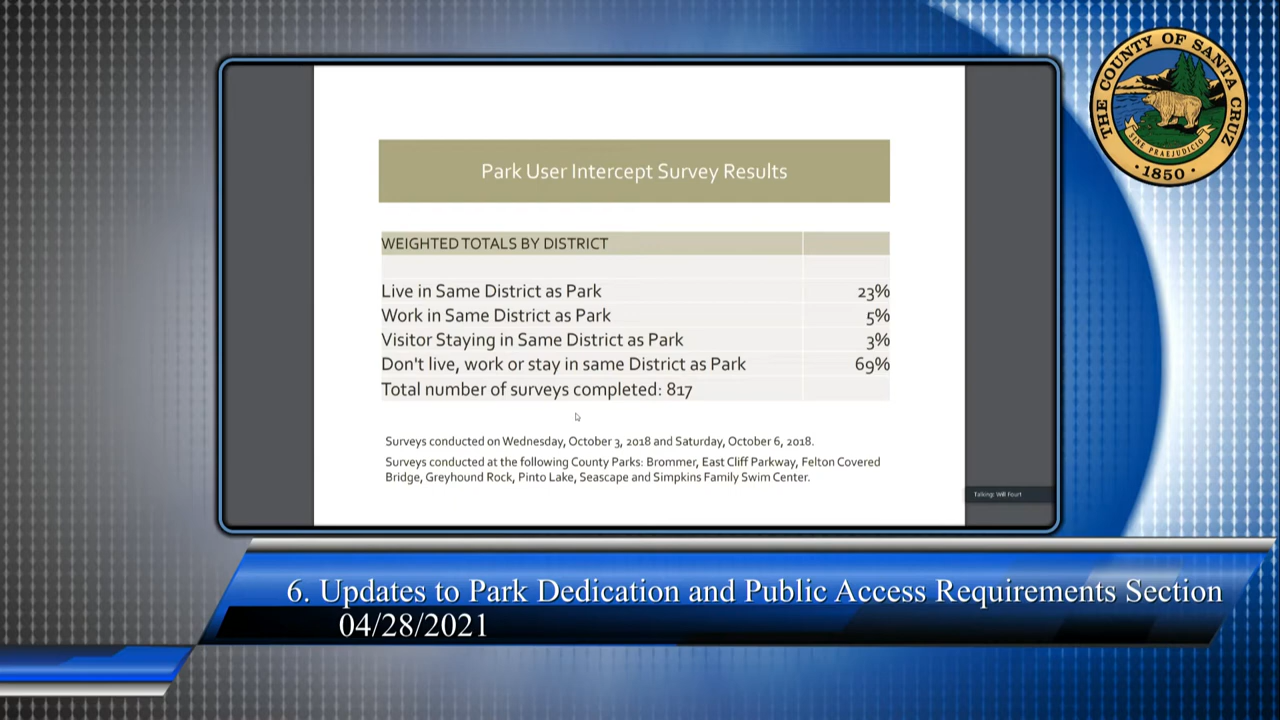 THE COUNTY OF SANTA CRUZ
SINE PRAEJUDICIO
• 1850 •
Park User Intercept Survey Results
WEIGHTED TOTALS BY DISTRICT
Live in Same District as Park 23%
Work in Same District as Park 5%
Visitor Staying in Same District as Park 3%
Don't live, work or stay in same District as Park 69%
Total number of surveys completed: 817
Surveys conducted on Wednesday, October 3, 2018 and Saturday, October 6, 2018.
Surveys conducted at the following County Parks: Brommer, East Cliff Parkway, Felton Covered
Bridge, Greyhound Rock, Pinto Lake, Seascape and Simpkins Family Swim Center.
Talking: Will Fourt
6. Updates to Park Dedication and Public Access Requirements Section
04/28/2021